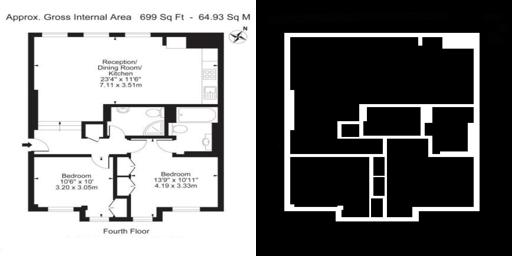 Approx. Gross Internal Area 699 Sq Ft - 64.93 Sq M
Reception/
Dining Room/
Kitchen
23'4" x 11'6"
7.11 x 3.51m
Bedroom
10'6" x 10'
3.20 x 3.05m
Bedroom
13'9" x 10'11"
4.19 x 3.33m
Fourth Floor